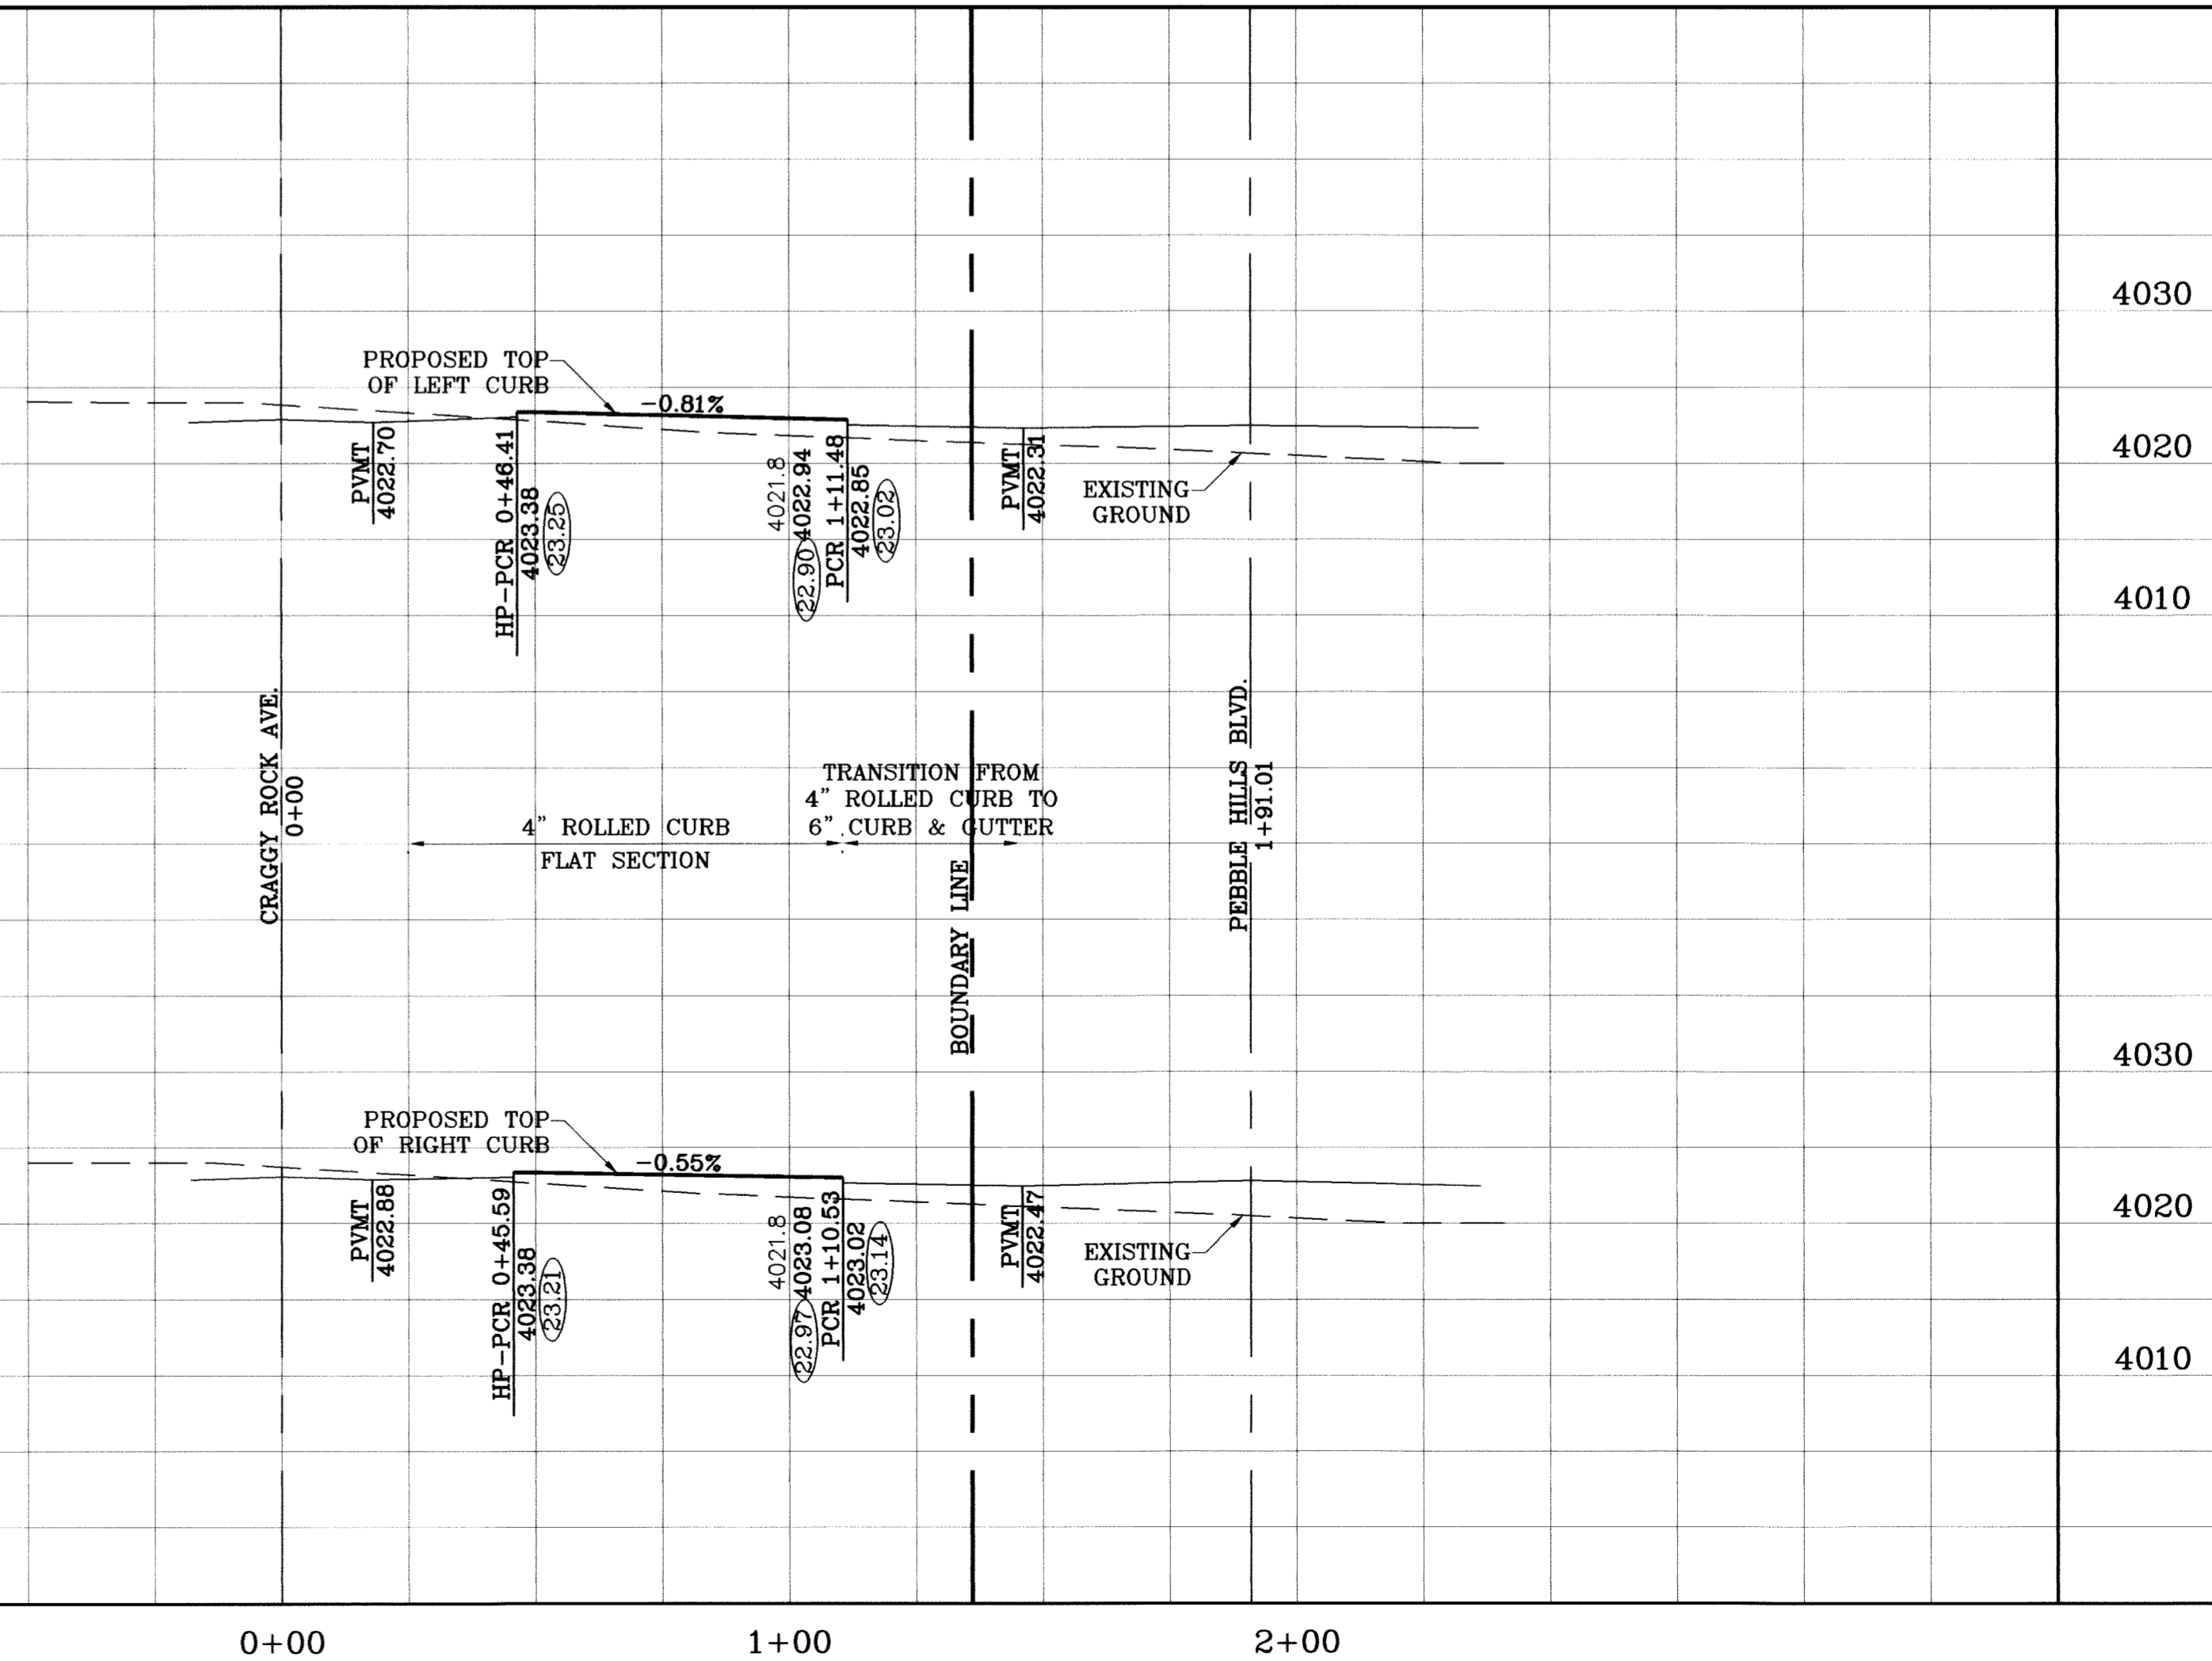 4030
PROPOSED TOP
OF LEFT CURB
-0.81%
4020
PVMT
4022.70
HP-PCR 0+46.41
4023.38
23.25
4021.8
4022.94
22.90
PCR 1+11.48
4022.85
23.02
PVMT
4022.31
EXISTING
GROUND
4010
CRAGGY ROCK AVE.
0+00
4" ROLLED CURB
FLAT SECTION
TRANSITION FROM
4" ROLLED CURB TO
6" CURB & GUTTER
BOUNDARY LINE
PEBBLE HILLS BLVD.
1+91.01
4030
PROPOSED TOP
OF RIGHT CURB
-0.55%
4020
PVMT
4022.88
HP-PCR 0+45.59
4023.38
23.21
4021.8
4023.08
22.97
PCR 1+10.53
4023.02
23.14
PVMT
4022.47
EXISTING
GROUND
4010
0+00
1+00
2+00